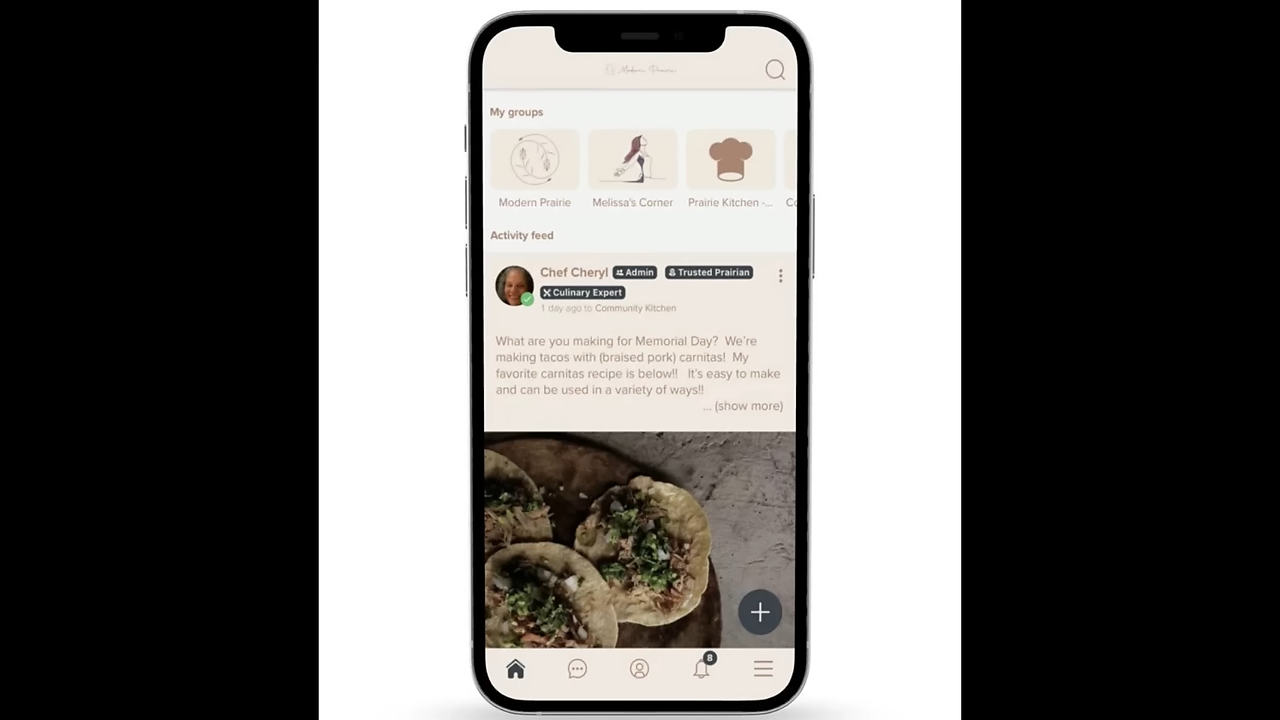 Modern Prairie
My groups
Modern Prairie
Melissa's Corner
Prairie Kitchen -...
Activity feed
Chef Cheryl Admin Trusted Prairian
Culinary Expert
1 day ago to Community Kitchen
What are you making for Memorial Day?  We're
making tacos with (braised pork) carnitas!  My
favorite carnitas recipe is below!!   It's easy to make
and can be used in a variety of ways!!
... (show more)
8